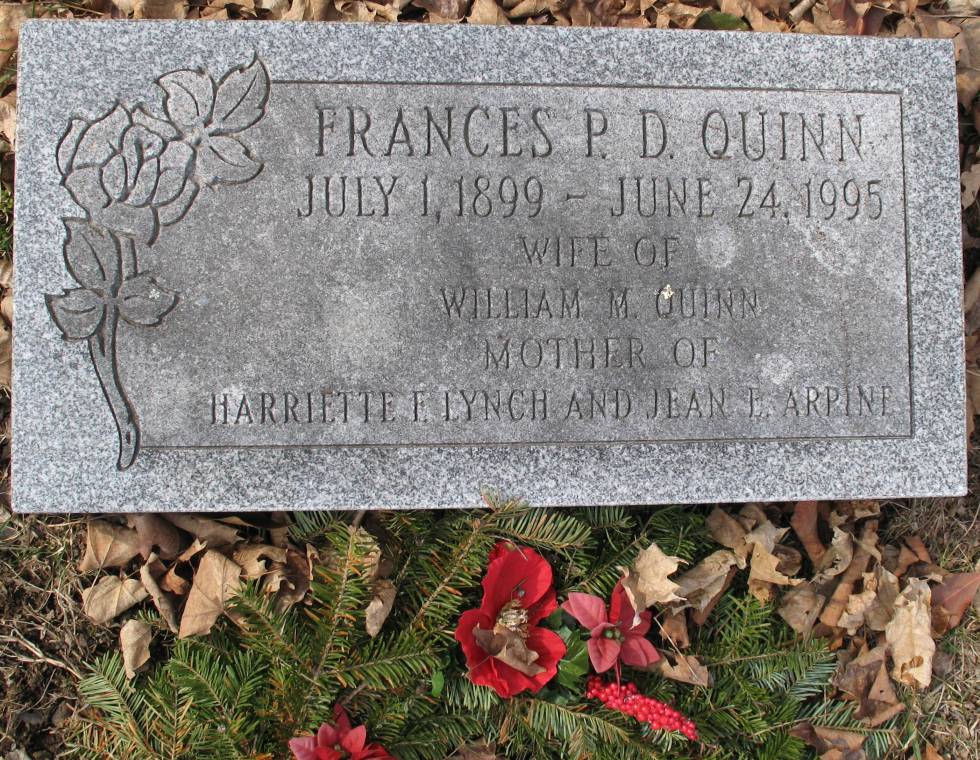 FRANCES P. D. QUINN
JULY 1, 1899 - JUNE 24, 1995
WIFE OF
WILLIAM M. QUINN
MOTHER OF
HARRIETTE F. LYNCH AND JEAN E. ARPINE